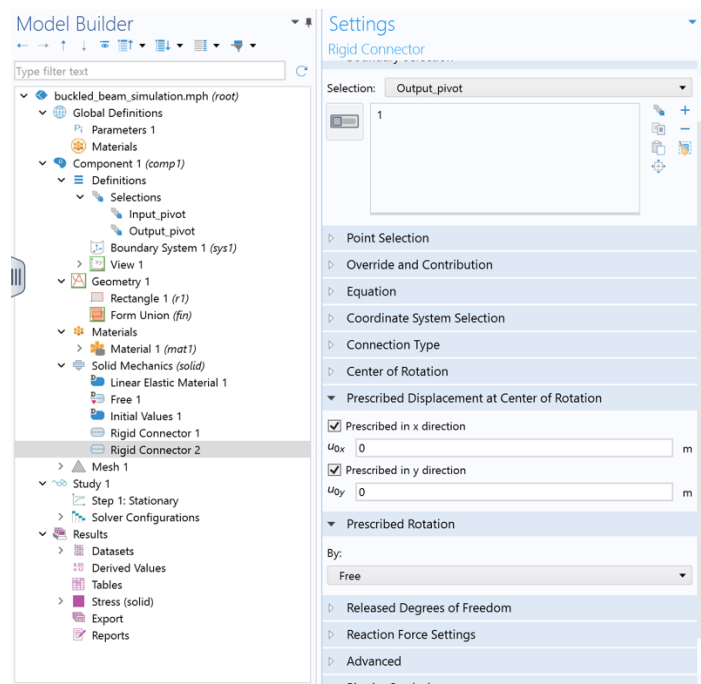 Model Builder
Type filter text
buckled_beam_simulation.mph (root)
Global Definitions
Pi Parameters 1
Materials
Component 1 (comp1)
Definitions
Selections
Input_pivot
Output_pivot
Boundary System 1 (sys1)
View 1
Geometry 1
Rectangle 1 (r1)
Form Union (fin)
Materials
Material 1 (mat1)
Solid Mechanics (solid)
Linear Elastic Material 1
Free 1
Initial Values 1
Rigid Connector 1
Rigid Connector 2
Mesh 1
Study 1
Step 1: Stationary
Solver Configurations
Results
Datasets
Derived Values
Tables
Stress (solid)
Export
Reports
Settings
Rigid Connector
Selection: Output_pivot
1
Point Selection
Override and Contribution
Equation
Coordinate System Selection
Connection Type
Center of Rotation
Prescribed Displacement at Center of Rotation
Prescribed in x direction
u0x 0 m
Prescribed in y direction
u0y 0 m
Prescribed Rotation
By:
Free
Released Degrees of Freedom
Reaction Force Settings
Advanced